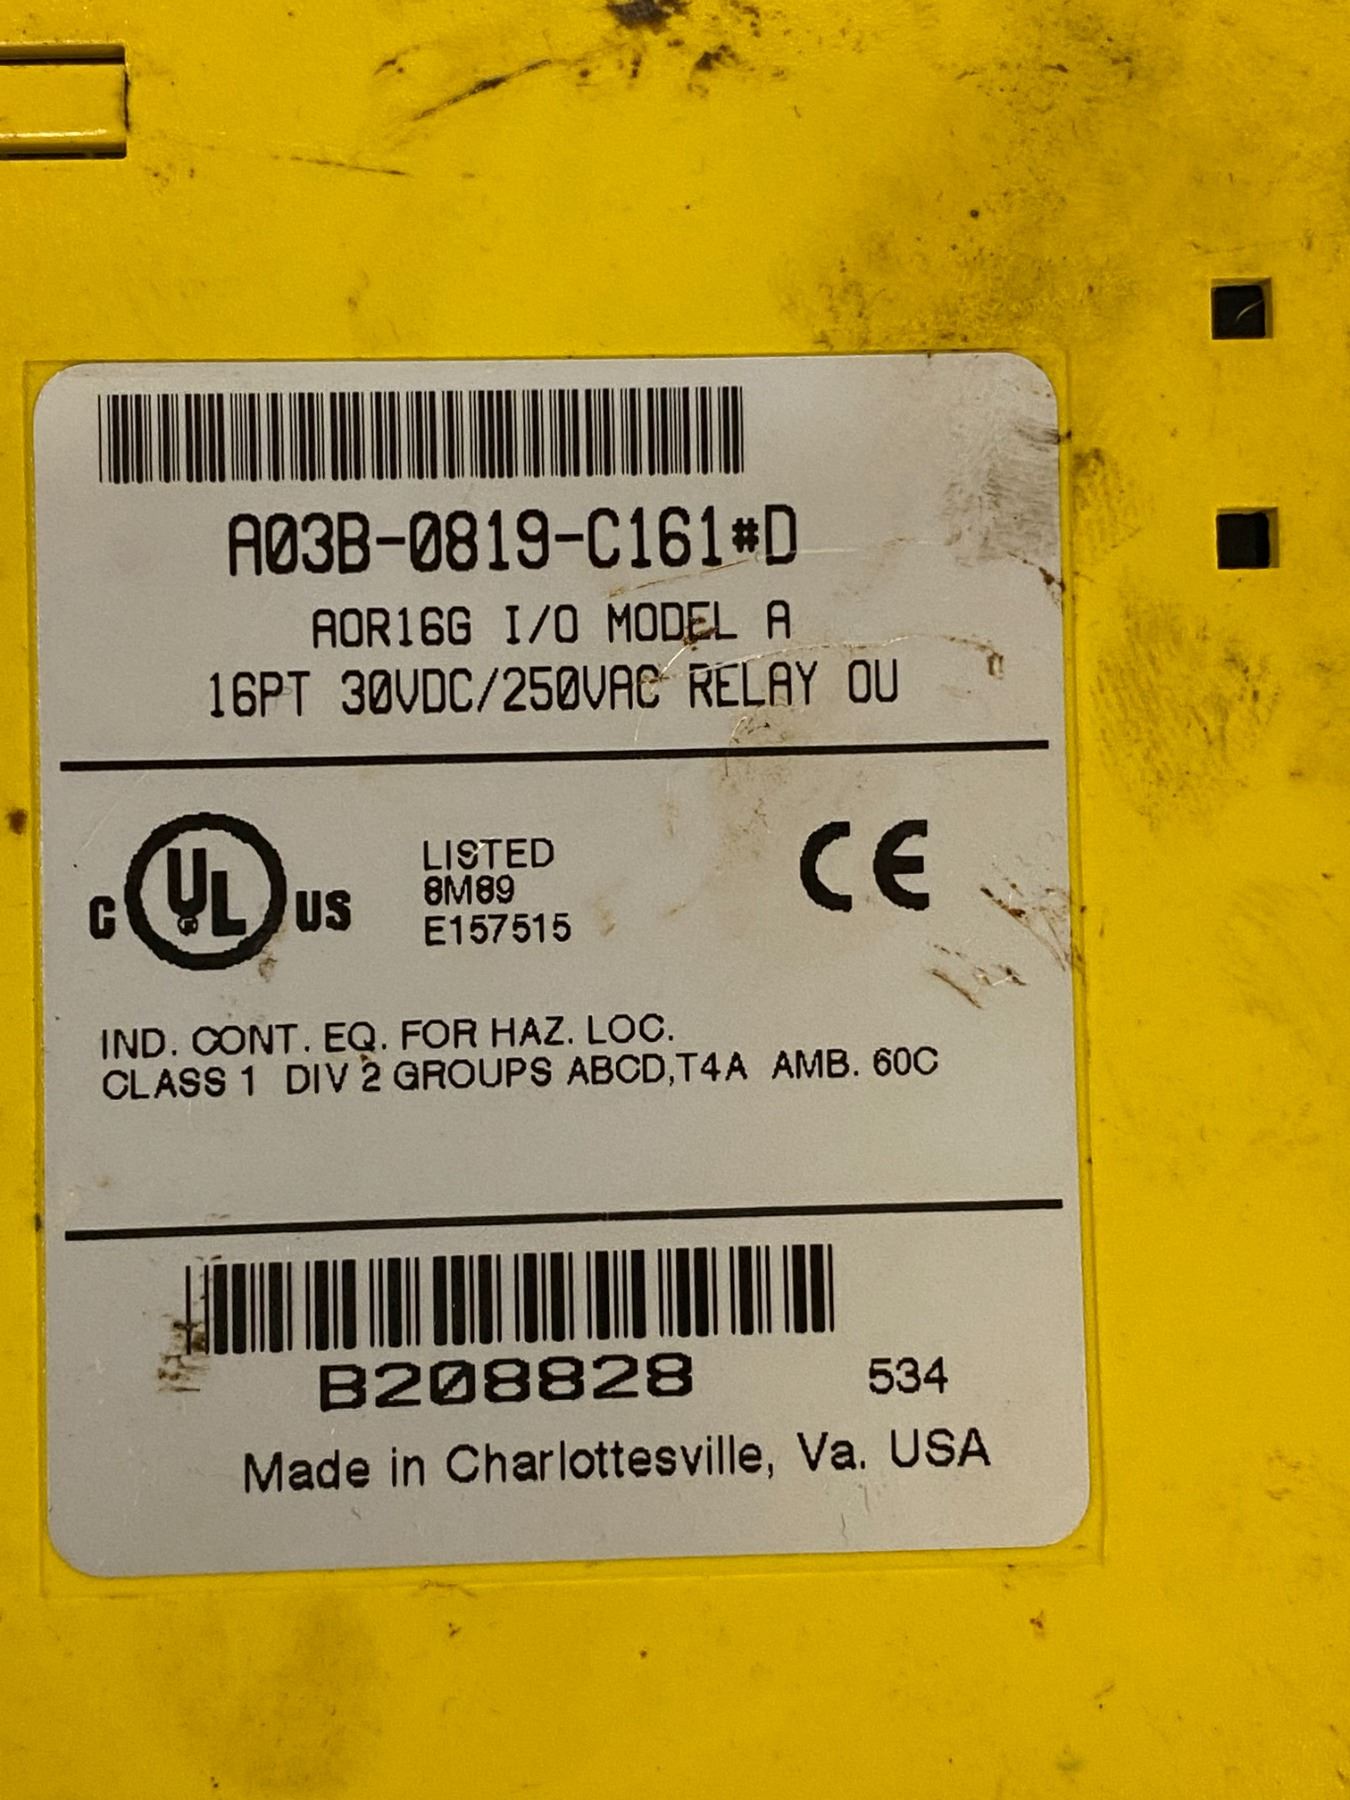 A03B-0819-C161#D
AOR16G I/O MODEL A
16PT 30VDC/250VAC RELAY OU
C UL US
LISTED
8M89
E157515
CE
IND. CONT. EQ. FOR HAZ. LOC.
CLASS 1 DIV 2 GROUPS ABCD,T4A AMB. 60C
B208828 534
Made in Charlottesville, Va. USA